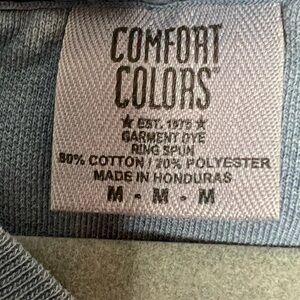 COMFORT
COLORS
★ EST. 1975 ★
GARMENT DYE
RING SPUN
80% COTTON / 20% POLYESTER
MADE IN HONDURAS
M - M - M